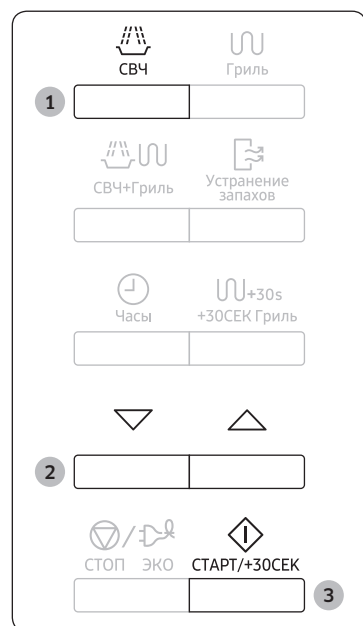 СВЧ
Гриль
1
СВЧ+Гриль
Устранение
запахов
+30s
Часы
+30СЕК Гриль
2
СТОП
ЭКО
СТАРТ/+30СЕК
3